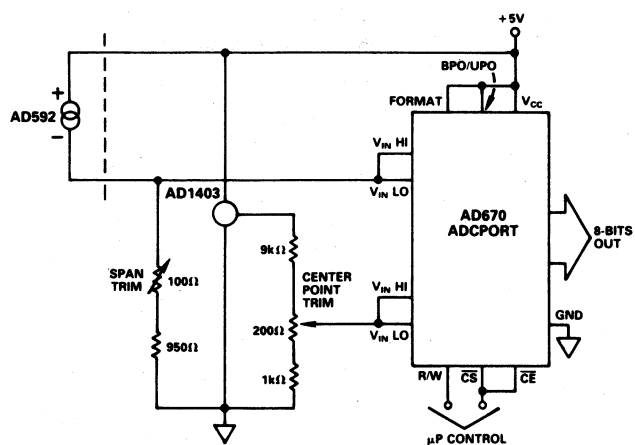 +5V
BPO/UPO
FORMAT
VCC
+
AD592
−
VIN HI
VIN LO
AD1403
AD670
ADCPORT
8-BITS
OUT
9kΩ
SPAN
TRIM
100Ω
CENTER
POINT
TRIM
VIN HI
200Ω
VIN LO
GND
950Ω
1kΩ
R/W
CS
CE
µP CONTROL